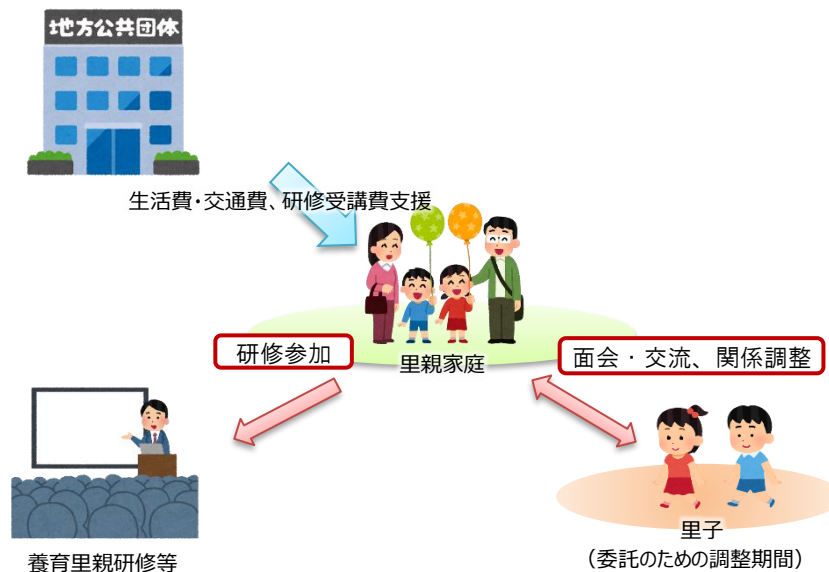 地方公共団体
生活費・交通費、研修受講費支援
研修参加
里親家庭
面会・交流、関係調整
養育里親研修等
里子
（委託のための調整期間）